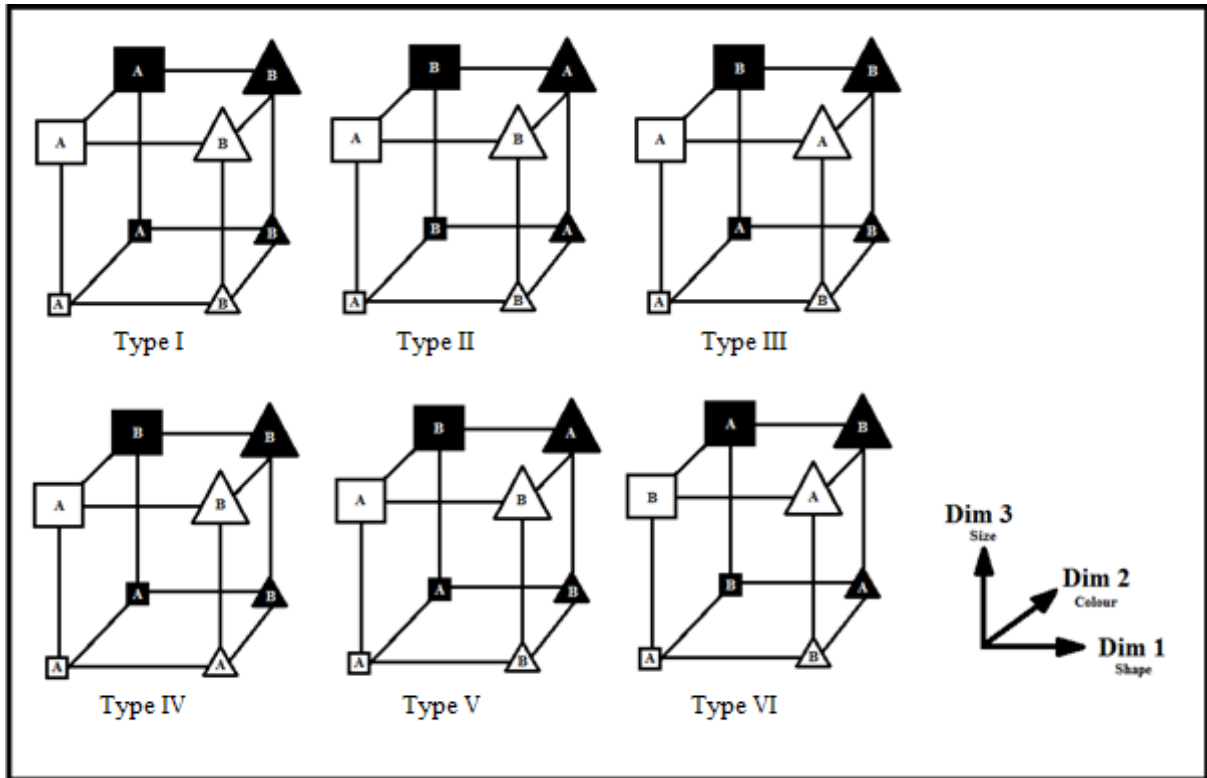 A B
A B
A B
A B
Type I
B A
A B
B A
A B
Type II
B B
A A
A B
A B
Type III
B B
A B
A B
A A
Type IV
B A
A B
A B
A B
Type V
A B
B A
B A
A B
Type VI
Dim 3
Size
Dim 2
Colour
Dim 1
Shape